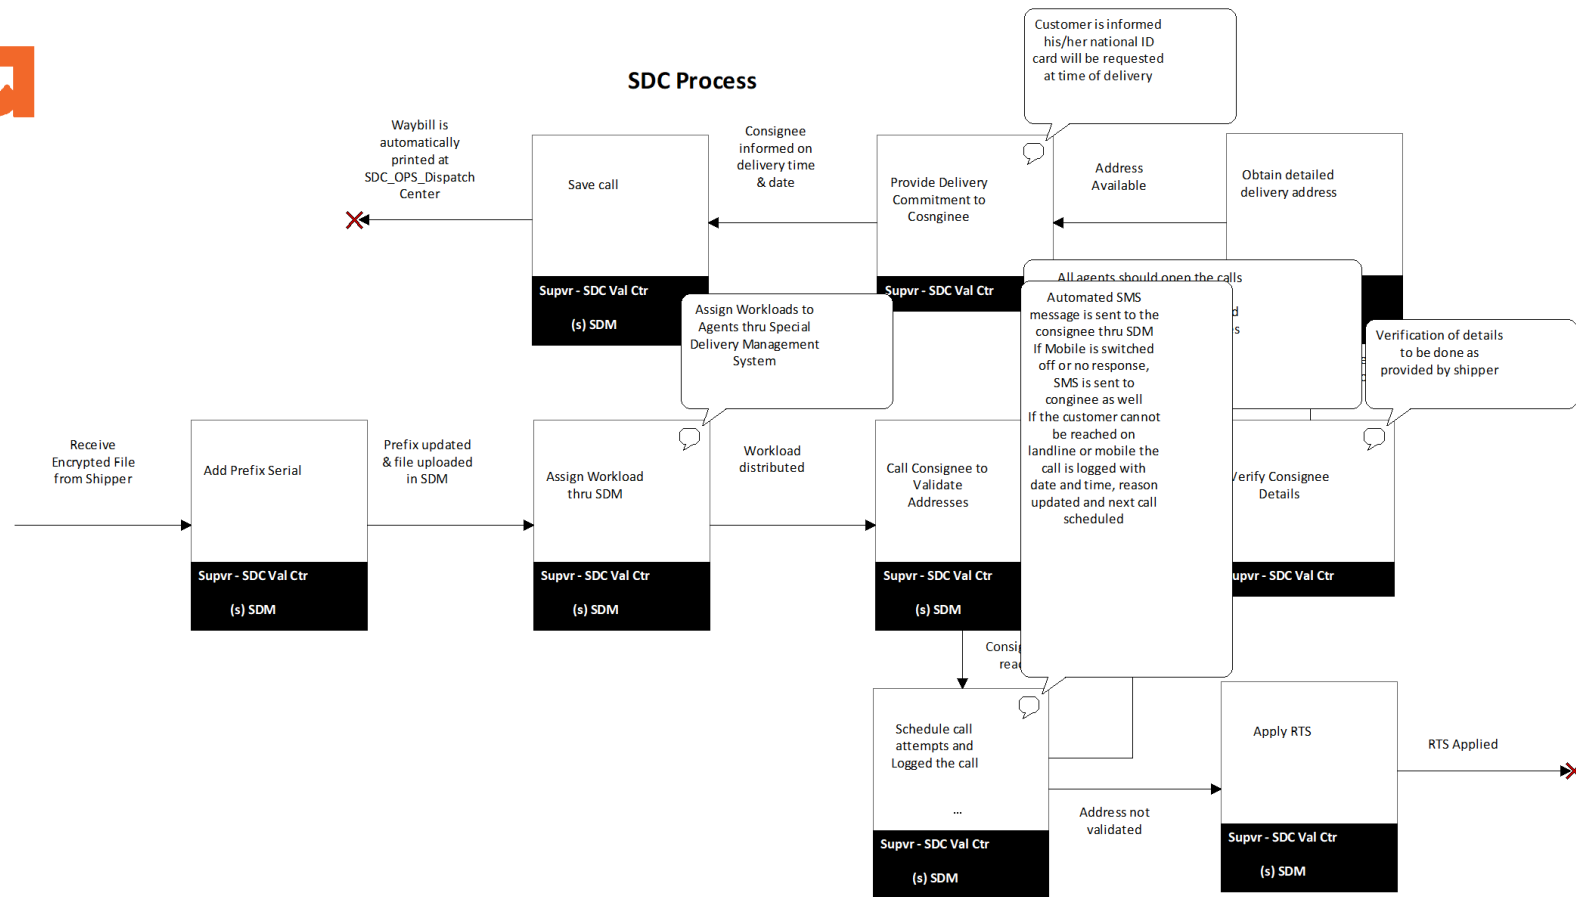 SDC Process
Customer is informed
his/her national ID
card will be requested
at time of delivery
Waybill is
automatically
printed at
SDC_OPS_Dispatch
Center
Save call
Supvr - SDC Val Ctr
(s) SDM
Consignee
informed on
delivery time
& date
Provide Delivery
Commitment to
Cosnginee
Supvr - SDC Val Ctr
Address
Available
Obtain detailed
delivery address
Assign Workloads to
Agents thru Special
Delivery Management
System
All agents should open the calls
Automated SMS
message is sent to the
consignee thru SDM
If Mobile is switched
off or no response,
SMS is sent to
conginee as well
If the customer cannot
be reached on
landline or mobile the
call is logged with
date and time, reason
updated and next call
scheduled
Verification of details
to be done as
provided by shipper
Receive
Encrypted File
from Shipper
Add Prefix Serial
Supvr - SDC Val Ctr
(s) SDM
Prefix updated
& file uploaded
in SDM
Assign Workload
thru SDM
Supvr - SDC Val Ctr
(s) SDM
Workload
distributed
Call Consignee to
Validate
Addresses
Supvr - SDC Val Ctr
(s) SDM
Verify Consignee
Details
upvr - SDC Val Ctr
Schedule call
attempts and
Logged the call
...
Supvr - SDC Val Ctr
(s) SDM
Address not
validated
Apply RTS
Supvr - SDC Val Ctr
(s) SDM
RTS Applied